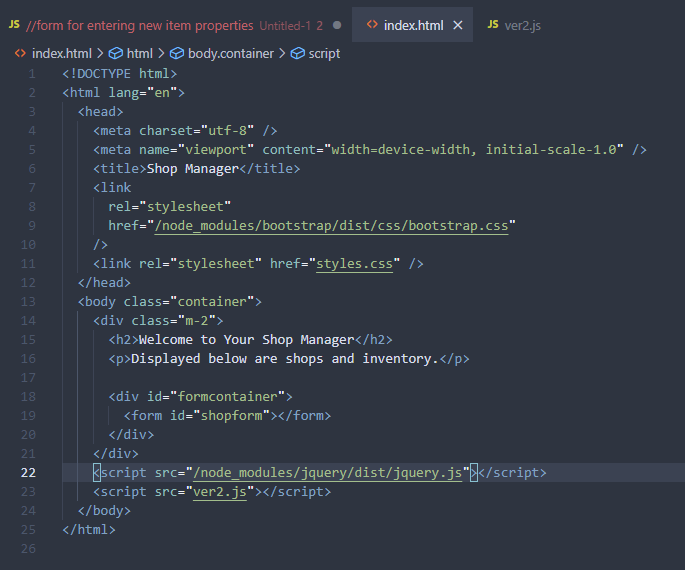 JS //form for entering new item properties Untitled-1 2 index.html JS ver2.js
index.html > html > body.container > script
1 <!DOCTYPE html>
2 <html lang="en">
3 <head>
4 <meta charset="utf-8" />
5 <meta name="viewport" content="width=device-width, initial-scale=1.0" />
6 <title>Shop Manager</title>
7 <link
8 rel="stylesheet"
9 href="/node_modules/bootstrap/dist/css/bootstrap.css"
10 />
11 <link rel="stylesheet" href="styles.css" />
12 </head>
13 <body class="container">
14 <div class="m-2">
15 <h2>Welcome to Your Shop Manager</h2>
16 <p>Displayed below are shops and inventory.</p>
17
18 <div id="formcontainer">
19 <form id="shopform"></form>
20 </div>
21 </div>
22 <script src="/node_modules/jquery/dist/jquery.js"></script>
23 <script src="ver2.js"></script>
24 </body>
25 </html>
26